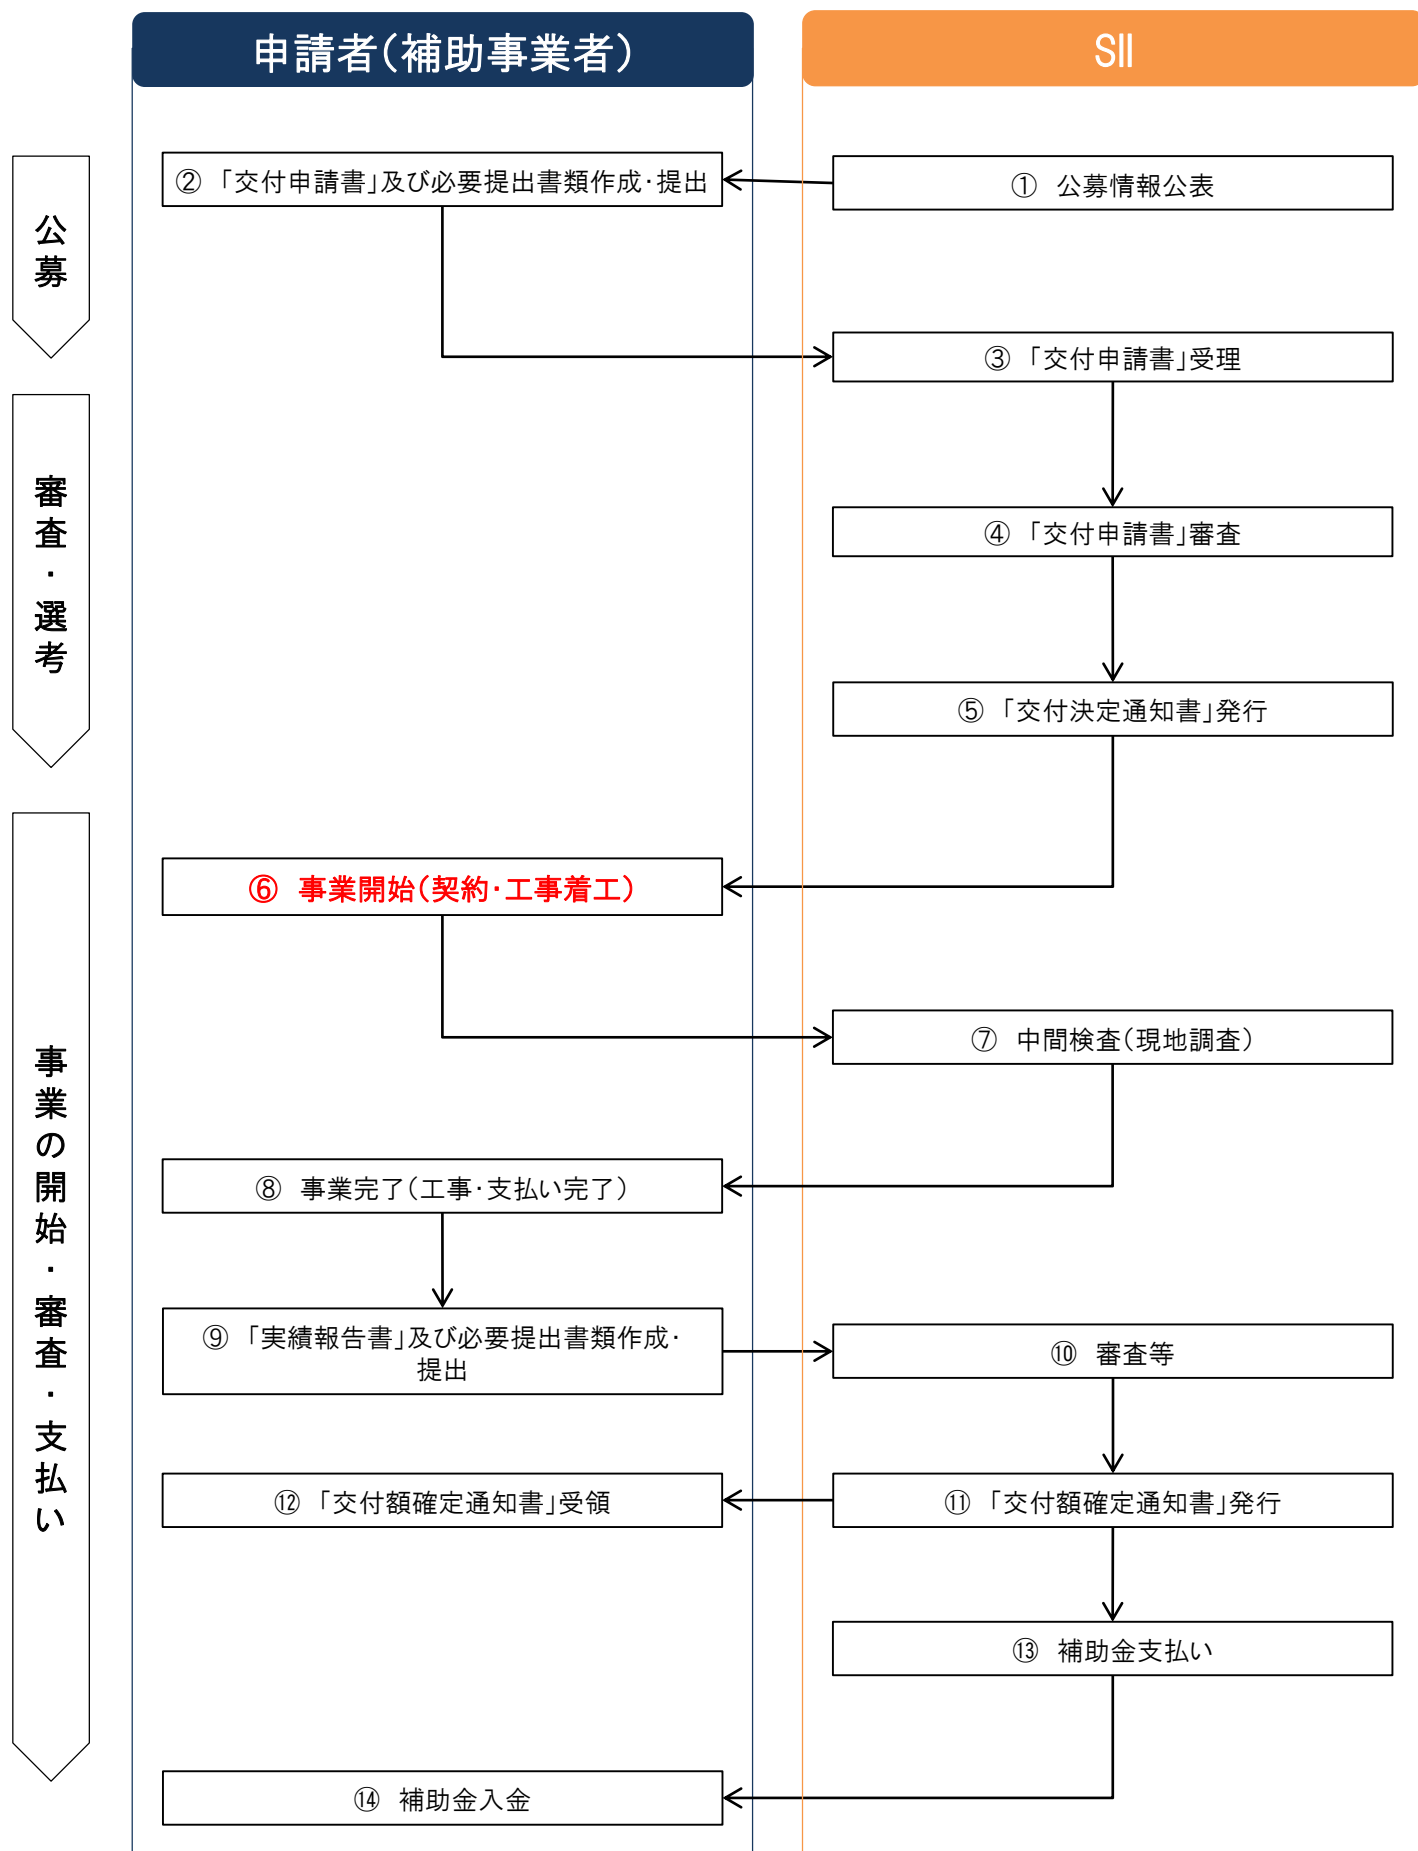 申請者（補助事業者）
SII
公募
② 「交付申請書」及び必要提出書類作成・提出
① 公募情報公表
③ 「交付申請書」受理
審査・選考
④ 「交付申請書」審査
⑤ 「交付決定通知書」発行
事業の開始・審査・支払い
⑥ 事業開始（契約・工事着工）
⑦ 中間検査（現地調査）
⑧ 事業完了（工事・支払い完了）
⑨ 「実績報告書」及び必要提出書類作成・
提出
⑩ 審査等
⑫ 「交付額確定通知書」受領
⑪ 「交付額確定通知書」発行
⑬ 補助金支払い
⑭ 補助金入金